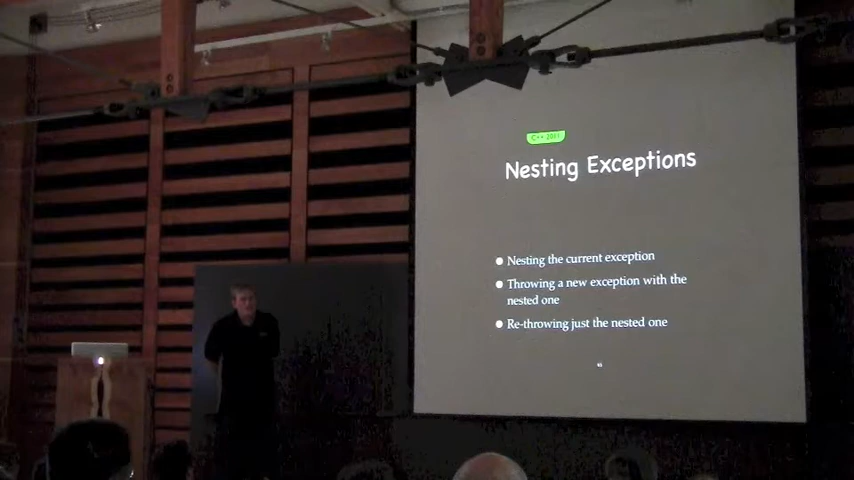 C++ 2011
Nesting Exceptions
Nesting the current exception
Throwing a new exception with the
nested one
Re-throwing just the nested one